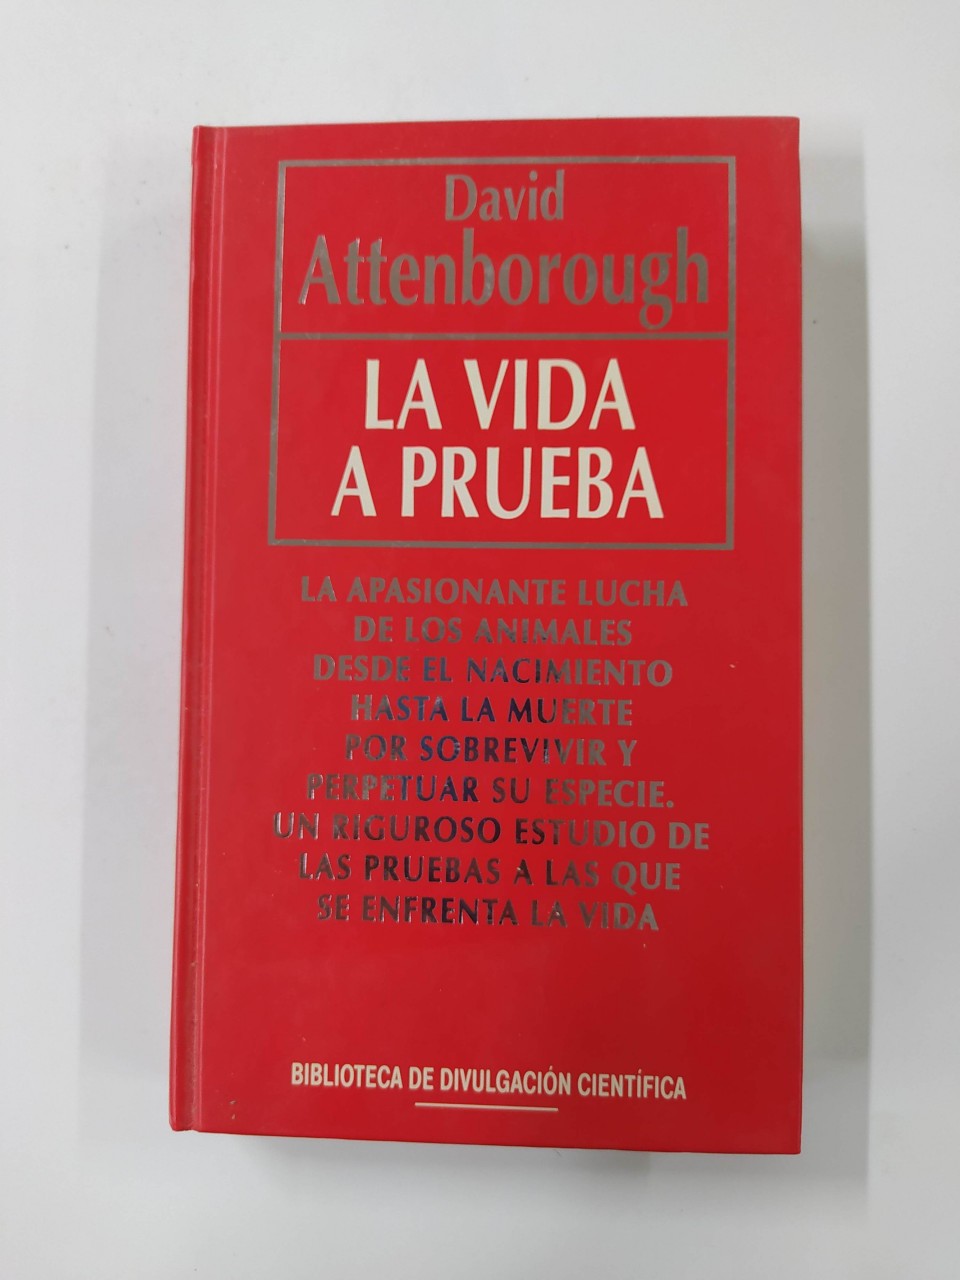 David
Attenborough
LA VIDA
A PRUEBA
LA APASIONANTE LUCHA
DE LOS ANIMALES
DESDE EL NACIMIENTO
HASTA LA MUERTE
POR SOBREVIVIR Y
PERPETUAR SU ESPECIE.
UN RIGUROSO ESTUDIO DE
LAS PRUEBAS A LAS QUE
SE ENFRENTA LA VIDA
BIBLIOTECA DE DIVULGACIÓN CIENTÍFICA